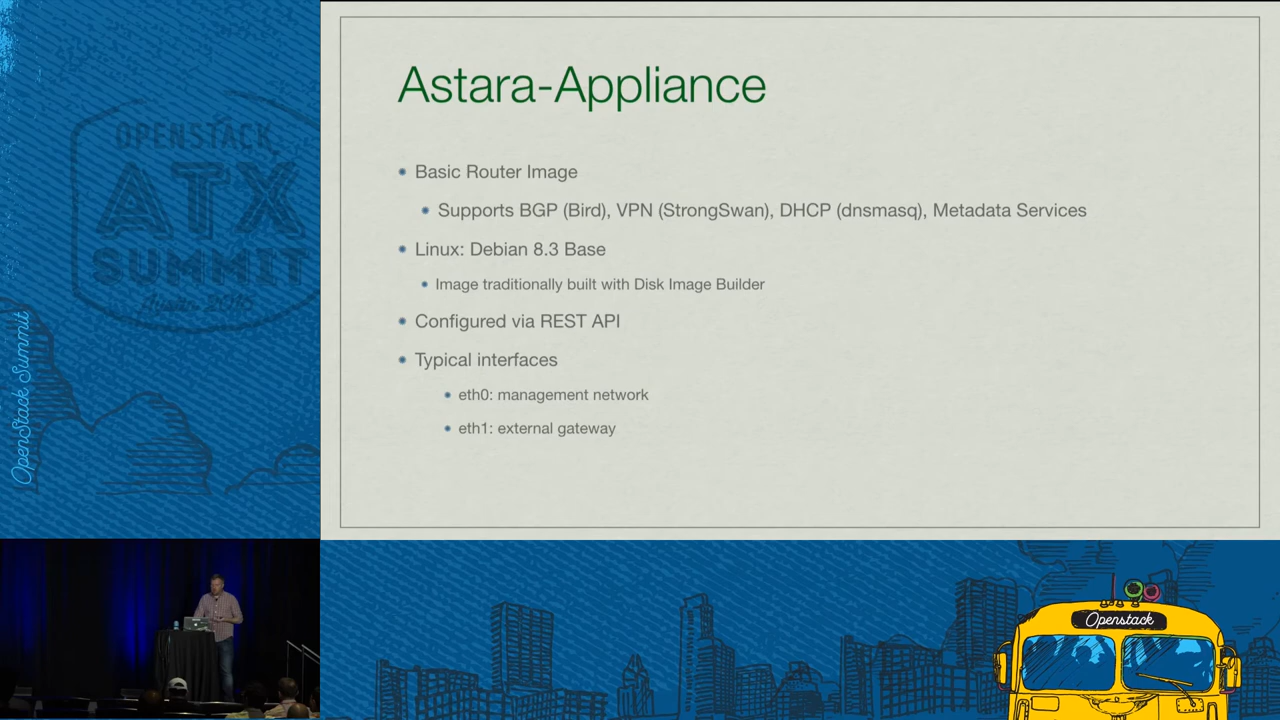 OPENSTACK
ATX
SUMMIT
Austin 2016
OpenStack Summit
Astara-Appliance
Basic Router Image
Supports BGP (Bird), VPN (StrongSwan), DHCP (dnsmasq), Metadata Services
Linux: Debian 8.3 Base
Image traditionally built with Disk Image Builder
Configured via REST API
Typical interfaces
eth0: management network
eth1: external gateway
Openstack